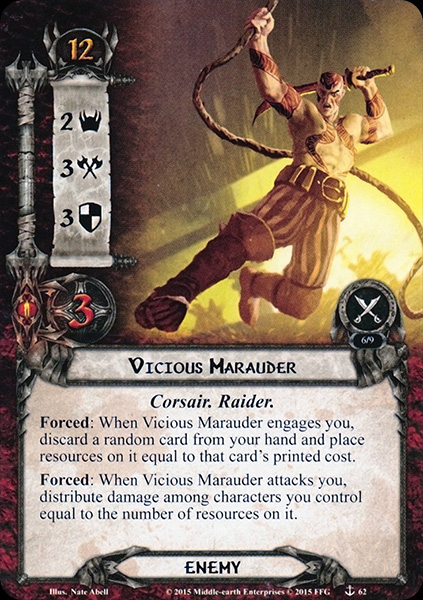 12
2
3
3
3
6/9
Vicious Marauder
Corsair. Raider.
Forced: When Vicious Marauder engages you,
discard a random card from your hand and place
resources on it equal to that card's printed cost.
Forced: When Vicious Marauder attacks you,
distribute damage among characters you control
equal to the number of resources on it.
ENEMY
Illus. Nate Abell © 2015 Middle-earth Enterprises © 2015 FFG 62